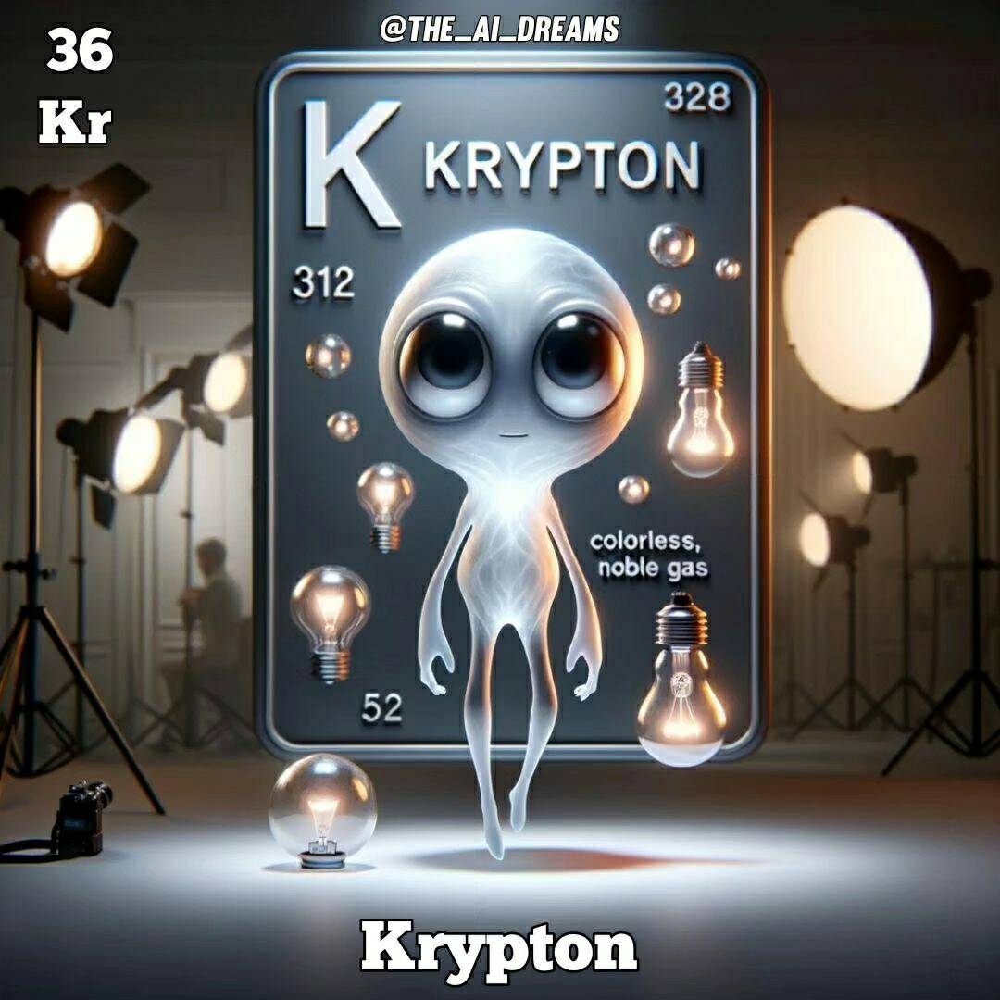 @THE_AI_DREAMS
36
Kr
328
K KRYPTON
312
colorless,
noble gas
52
Krypton